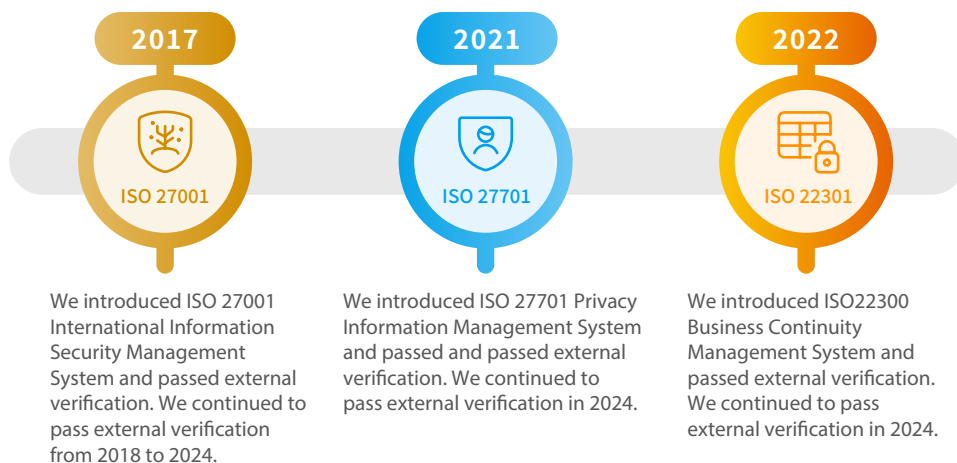 2017
ISO 27001
We introduced ISO 27001
International Information
Security Management
System and passed external
verification. We continued to
pass external verification
from 2018 to 2024.
2021
ISO 27701
We introduced ISO 27701 Privacy
Information Management System
and passed and passed external
verification. We continued to
pass external verification in 2024.
2022
ISO 22301
We introduced ISO22300
Business Continuity
Management System and
passed external verification.
We continued to pass
external verification in 2024.